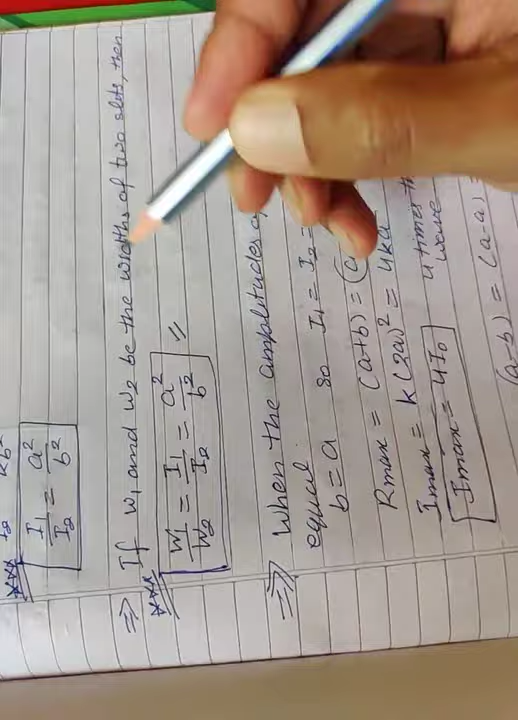 I₁/I₂ = a²/b²
⇒ If w₁ and w₂ be the widths of two slits, then
W₁/W₂ = I₁/I₂ = a²/b²
⇒ When the amplitudes
equal
b = a so I₁ = I₂ =
Rmax = (a+b) =
Imax = K(2a)² = 4ka
Imax = 4I₀ 4 times
wave
(a-b) = (a-a) =